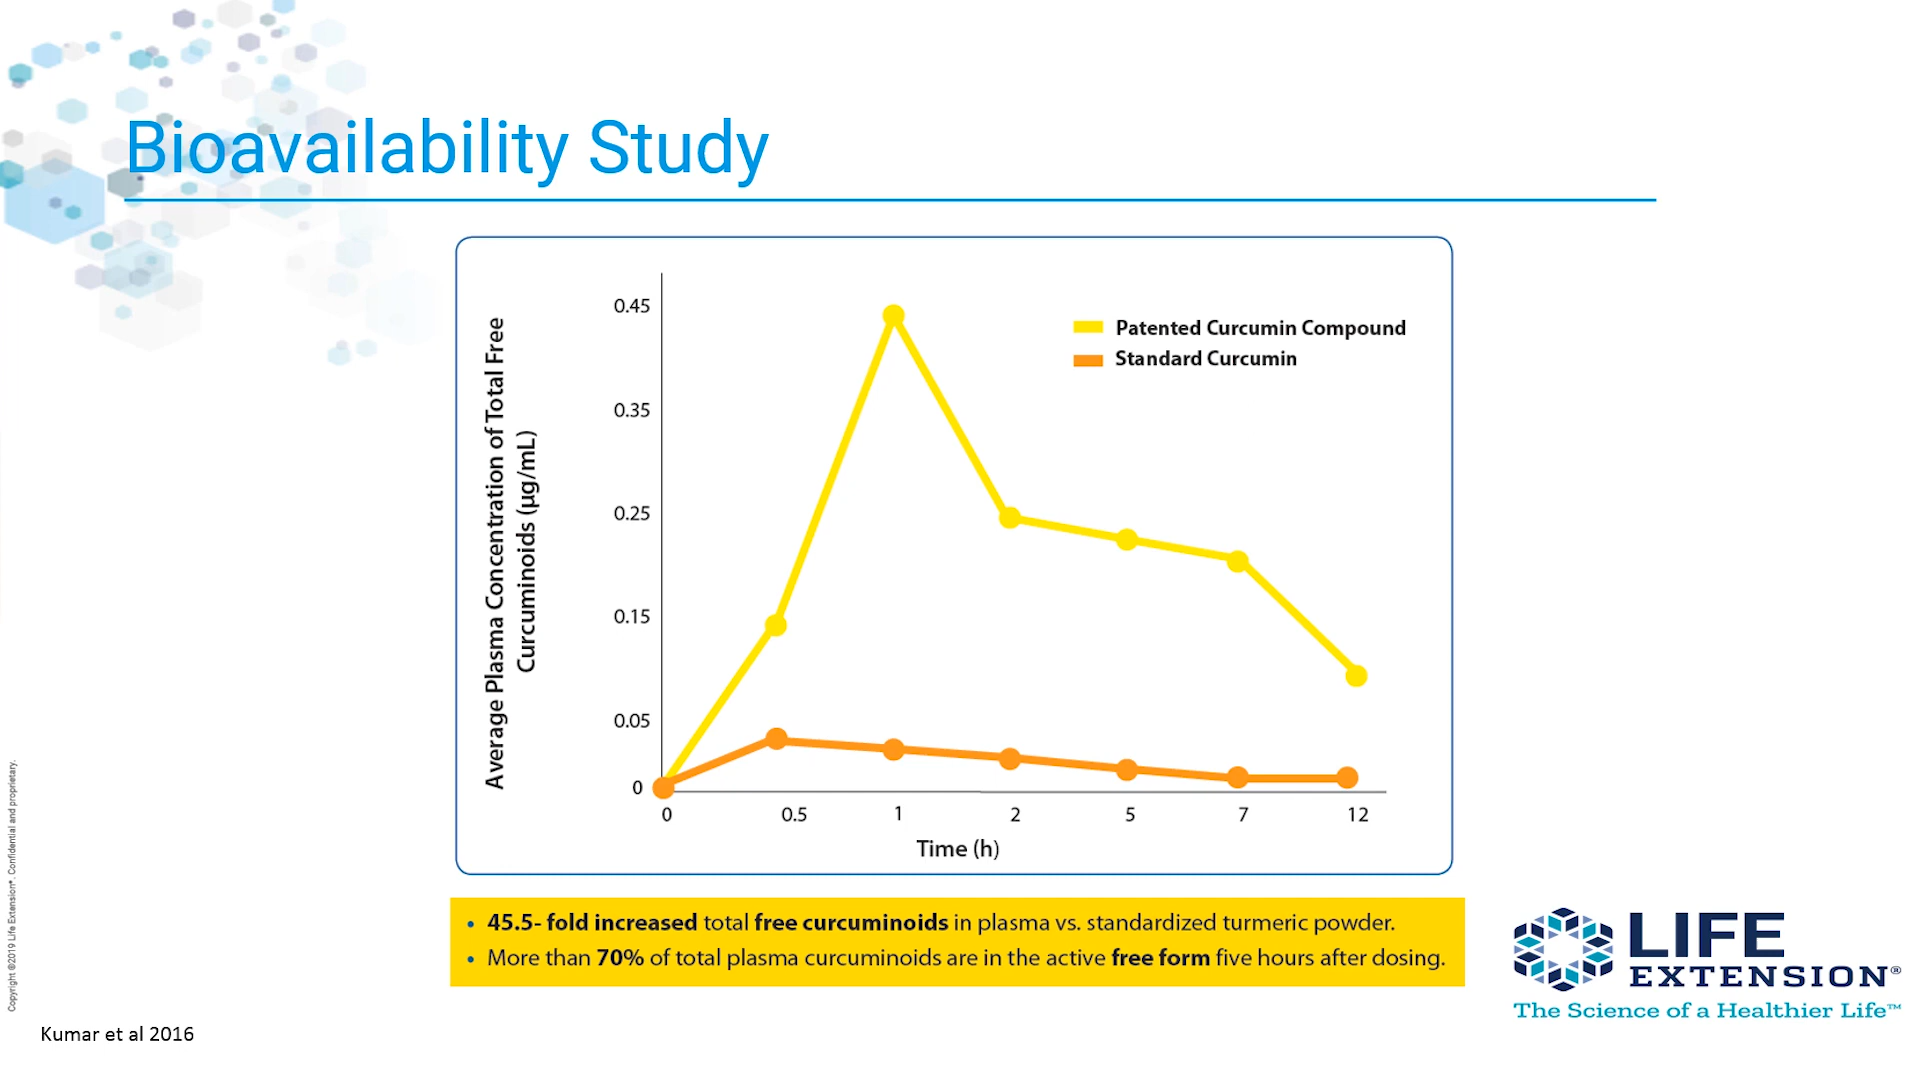 Bioavailability Study
Average Plasma Concentration of Total Free
Curcuminoids (µg/mL)
0.45
0.35
0.25
0.15
0.05
0
Patented Curcumin Compound
Standard Curcumin
0 0.5 1 2 5 7 12
Time (h)
• 45.5- fold increased total free curcuminoids in plasma vs. standardized turmeric powder.
• More than 70% of total plasma curcuminoids are in the active free form five hours after dosing.
LIFE
EXTENSION®
The Science of a Healthier Life™
Copyright ©2019 Life Extension®. Confidential and proprietary.
Kumar et al 2016